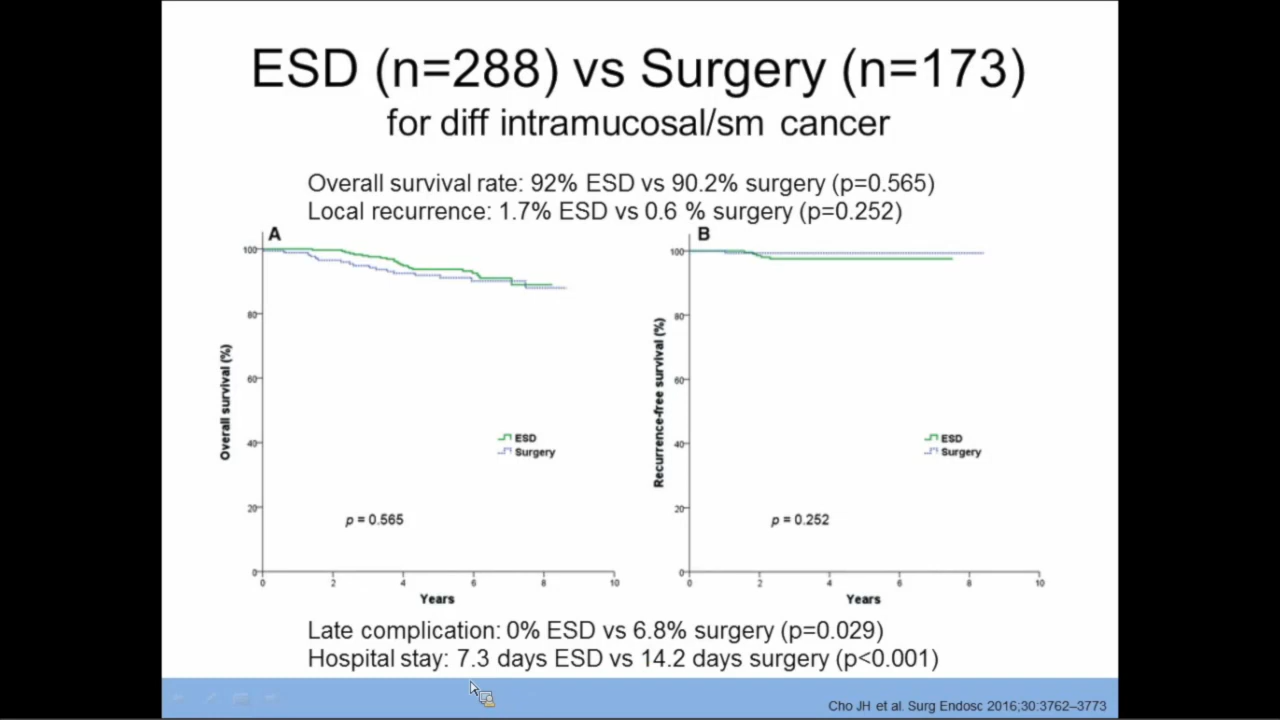 ESD (n=288) vs Surgery (n=173)
for diff intramucosal/sm cancer
Overall survival rate: 92% ESD vs 90.2% surgery (p=0.565)
Local recurrence: 1.7% ESD vs 0.6 % surgery (p=0.252)
A
100
80
60
40
20
0
Overall survival (%)
ESD
Surgery
p = 0.565
0 2 4 6 8 10
Years
B
100
80
60
40
20
0
Recurrence-free survival (%)
ESD
Surgery
p = 0.252
0 2 4 6 8 10
Years
Late complication: 0% ESD vs 6.8% surgery (p=0.029)
Hospital stay: 7.3 days ESD vs 14.2 days surgery (p<0.001)
Cho JH et al. Surg Endosc 2016;30:3762–3773